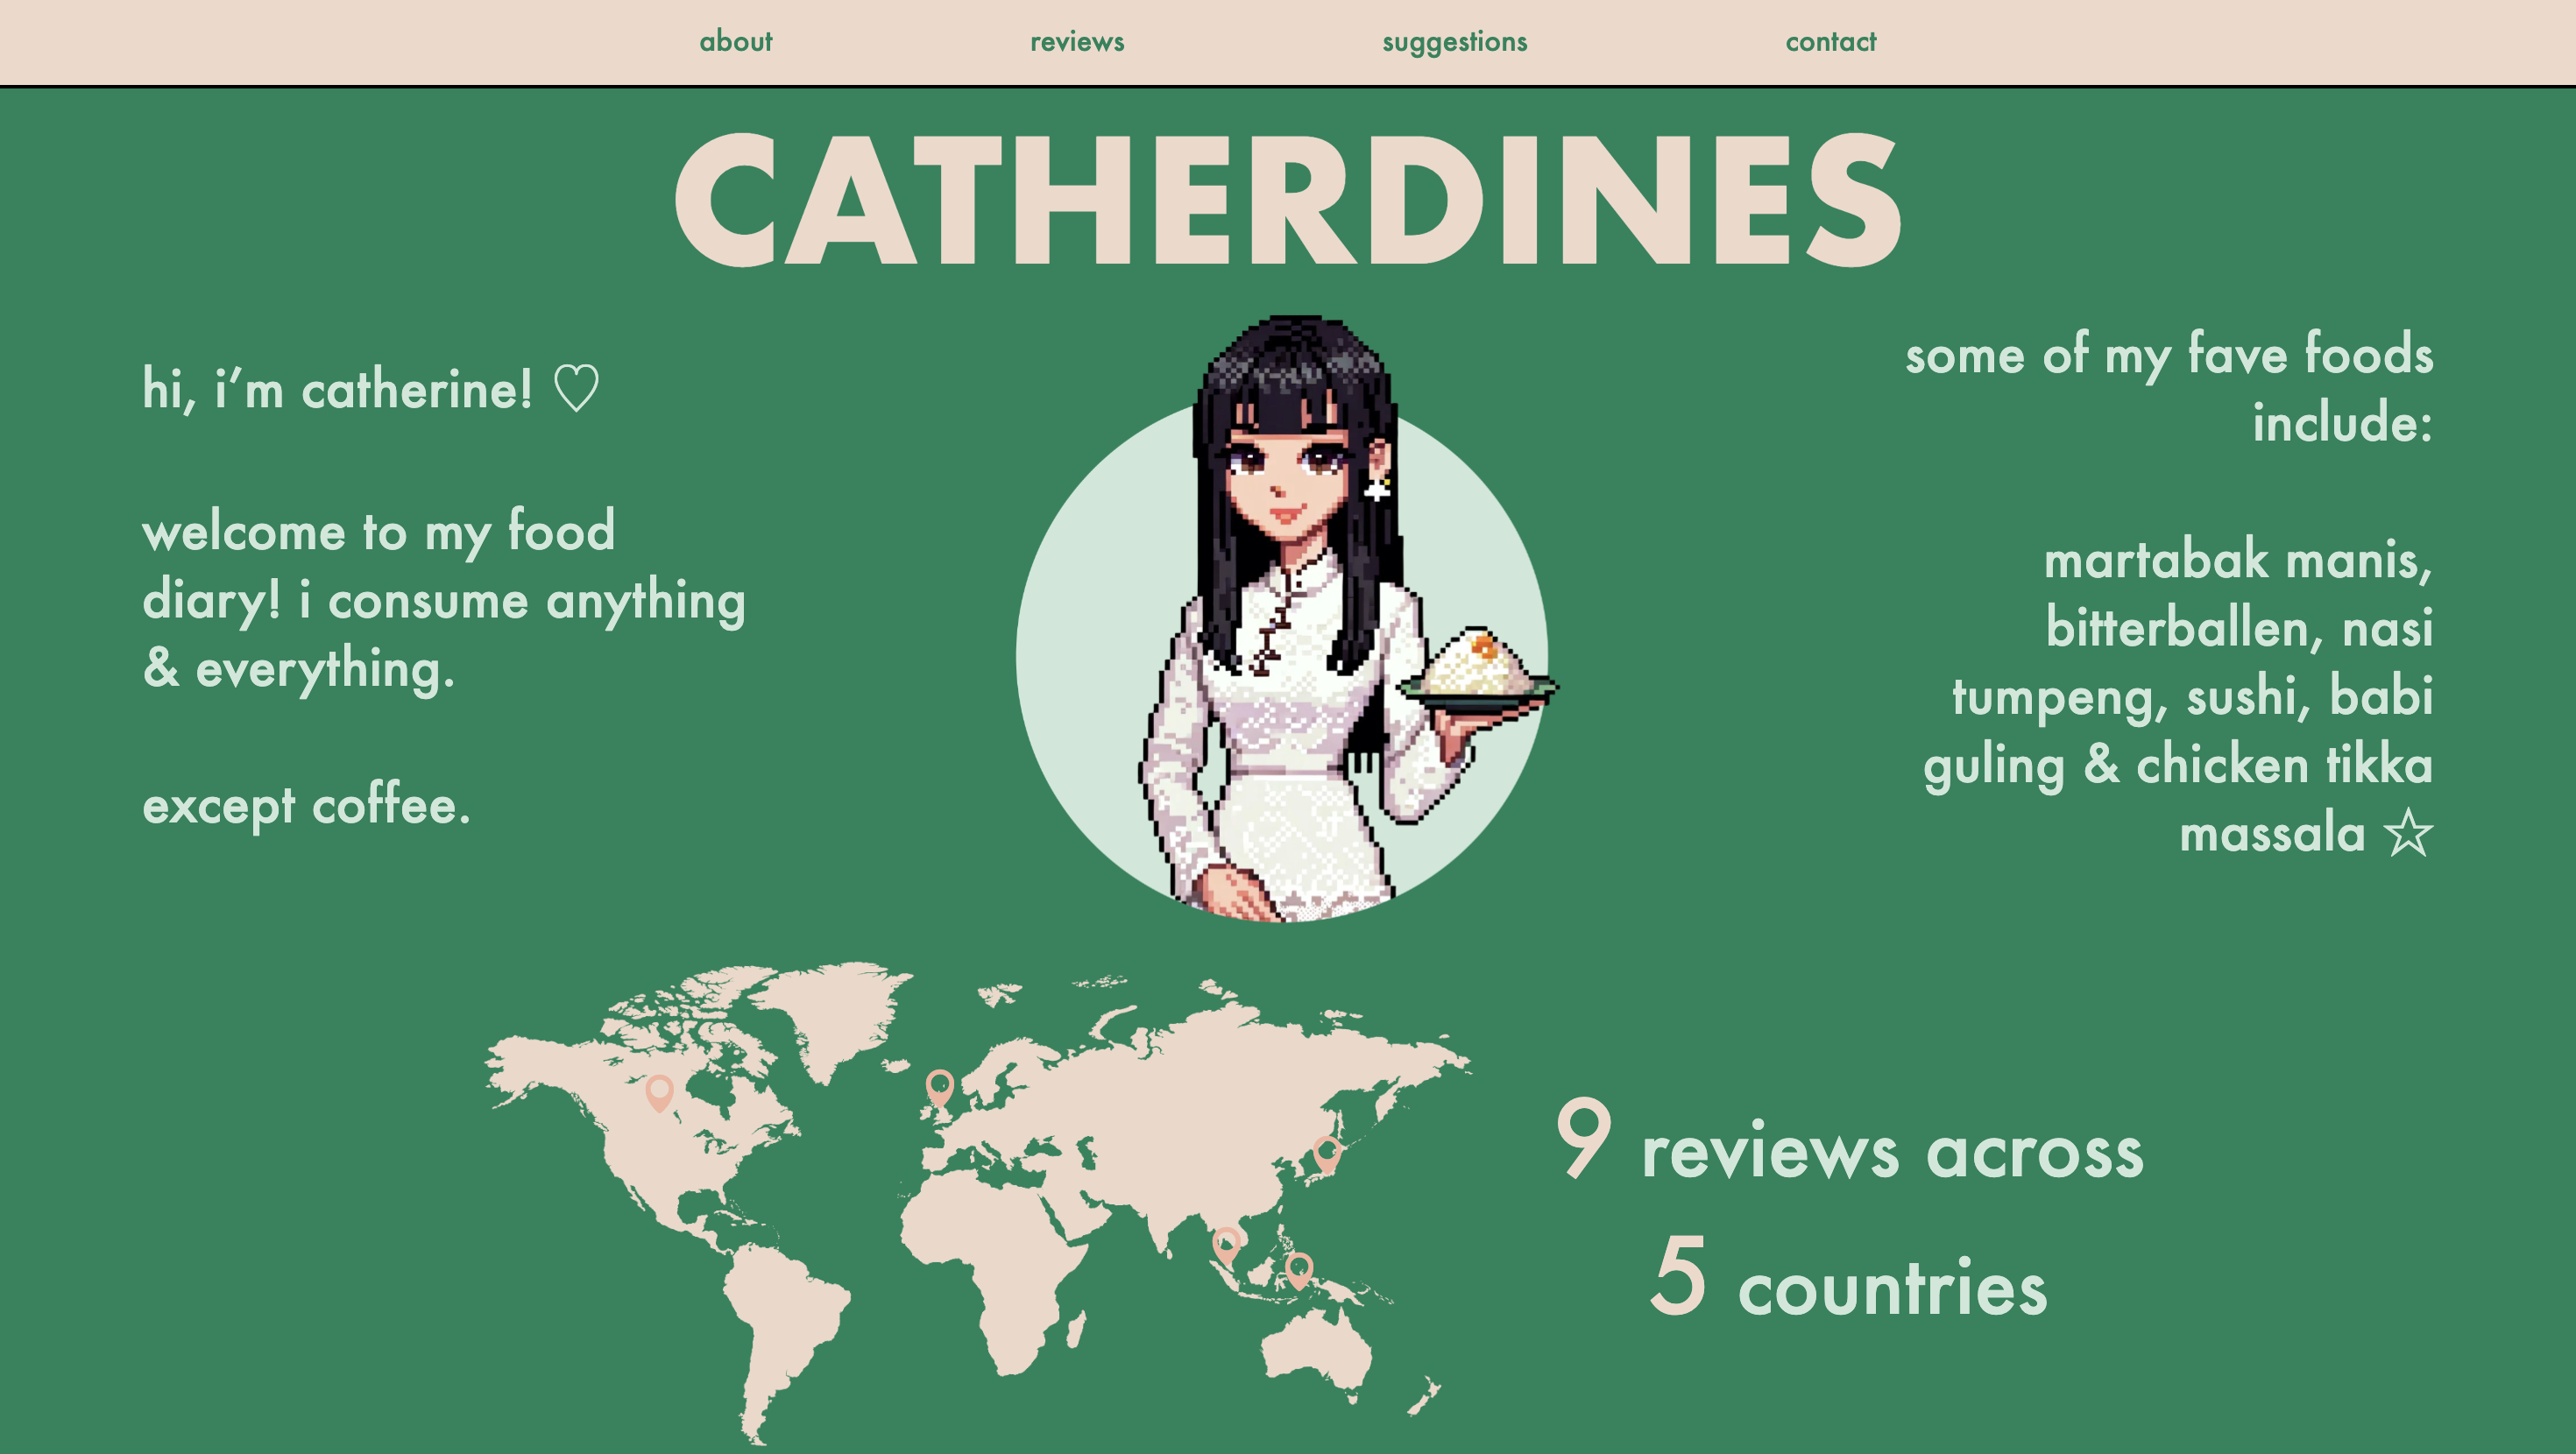 about
reviews
suggestions
contact
CATHERDINES
hi, i’m catherine! ♡
welcome to my food
diary! i consume anything
& everything.
except coffee.
some of my fave foods
include:
martabak manis,
bitterballen, nasi
tumpeng, sushi, babi
guling & chicken tikka
massala ☆
9 reviews across
5 countries